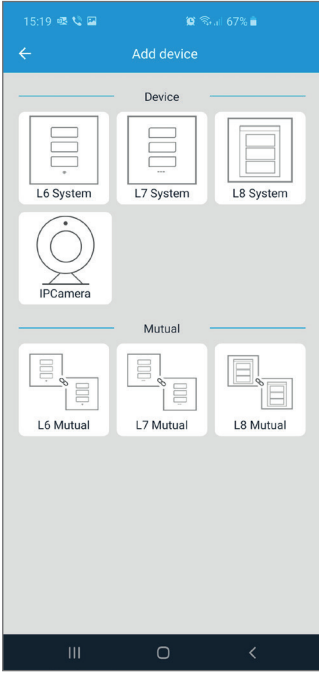 15:19 67%
Add device
Device
L6 System L7 System L8 System
IPCamera
Mutual
L6 Mutual L7 Mutual L8 Mutual